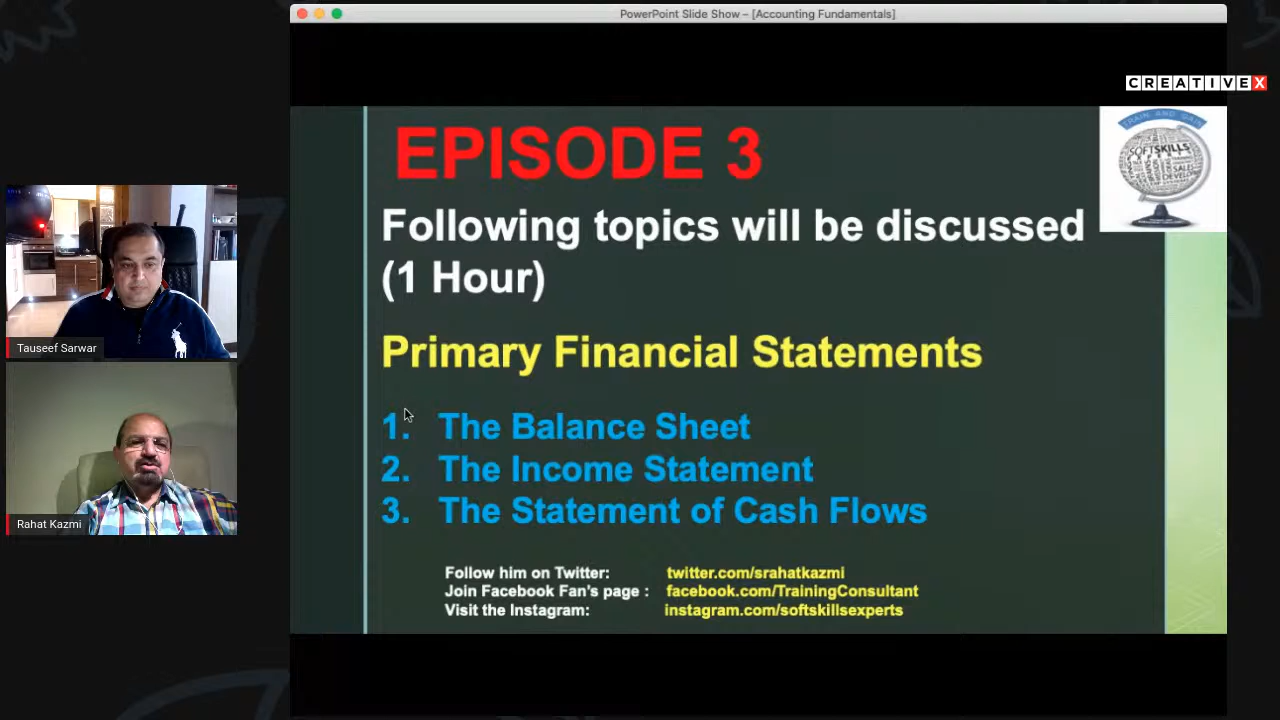 PowerPoint Slide Show – [Accounting Fundamentals]
CREATIVEX
EPISODE 3
TRAIN AND GAIN
SOFTSKILLS
Following topics will be discussed
(1 Hour)
Primary Financial Statements
1. The Balance Sheet
2. The Income Statement
3. The Statement of Cash Flows
Follow him on Twitter: twitter.com/srahatkazmi
Join Facebook Fan's page : facebook.com/TrainingConsultant
Visit the Instagram: instagram.com/softskillsexperts
Tauseef Sarwar
Rahat Kazmi